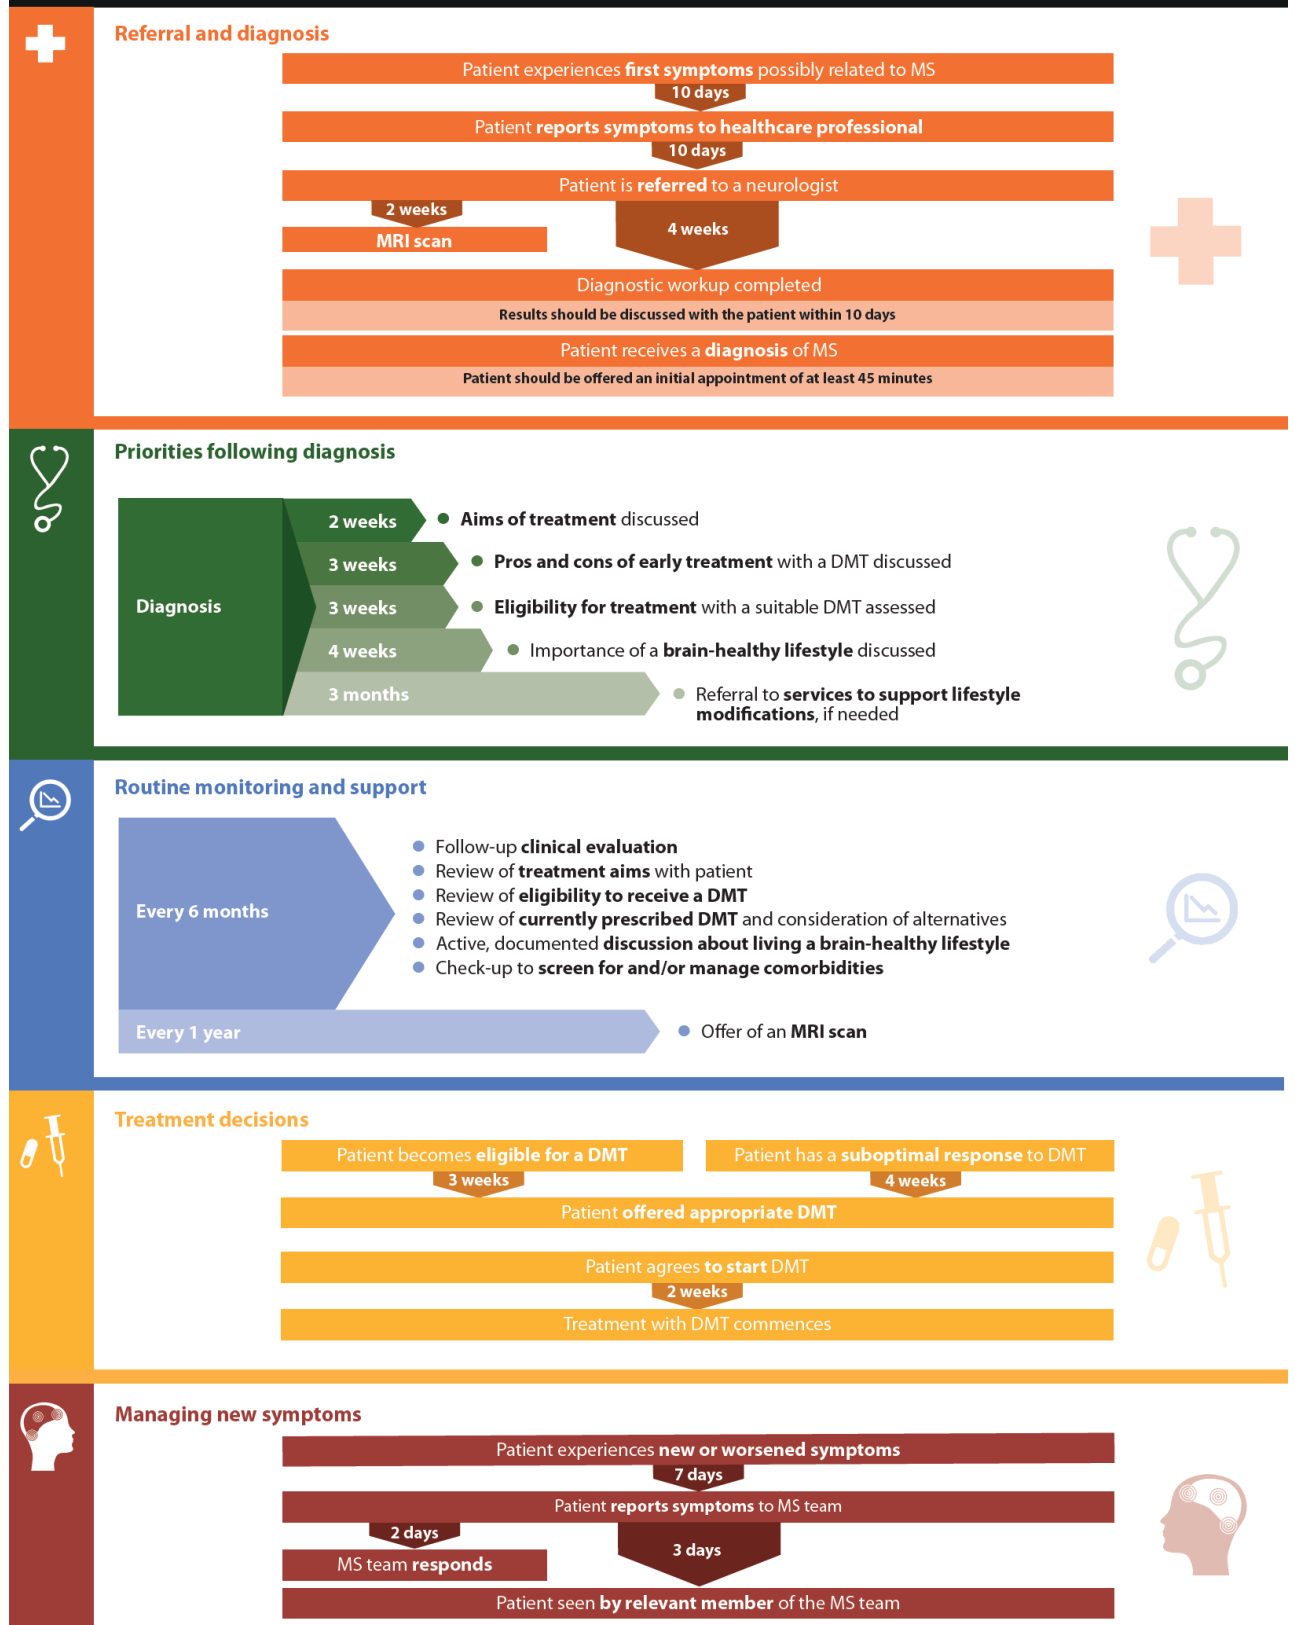 Referral and diagnosis
Patient experiences first symptoms possibly related to MS
10 days
Patient reports symptoms to healthcare professional
10 days
Patient is referred to a neurologist
2 weeks
4 weeks
MRI scan
Diagnostic workup completed
Results should be discussed with the patient within 10 days
Patient receives a diagnosis of MS
Patient should be offered an initial appointment of at least 45 minutes
Priorities following diagnosis
Diagnosis
2 weeks
Aims of treatment discussed
3 weeks
Pros and cons of early treatment with a DMT discussed
3 weeks
Eligibility for treatment with a suitable DMT assessed
4 weeks
Importance of a brain-healthy lifestyle discussed
3 months
Referral to services to support lifestyle
modifications, if needed
Routine monitoring and support
Every 6 months
Follow-up clinical evaluation
Review of treatment aims with patient
Review of eligibility to receive a DMT
Review of currently prescribed DMT and consideration of alternatives
Active, documented discussion about living a brain-healthy lifestyle
Check-up to screen for and/or manage comorbidities
Every 1 year
Offer of an MRI scan
Treatment decisions
Patient becomes eligible for a DMT
Patient has a suboptimal response to DMT
3 weeks
4 weeks
Patient offered appropriate DMT
Patient agrees to start DMT
2 weeks
Treatment with DMT commences
Managing new symptoms
Patient experiences new or worsened symptoms
7 days
Patient reports symptoms to MS team
2 days
3 days
MS team responds
Patient seen by relevant member of the MS team